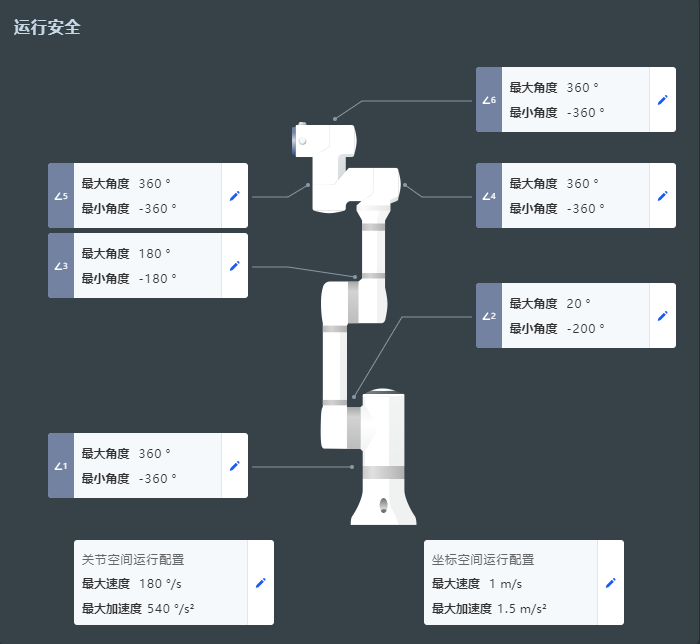 运行安全
∠6
最大角度 360 °
最小角度 -360 °
∠5
最大角度 360 °
最小角度 -360 °
∠4
最大角度 360 °
最小角度 -360 °
∠3
最大角度 180 °
最小角度 -180 °
∠2
最大角度 20 °
最小角度 -200 °
∠1
最大角度 360 °
最小角度 -360 °
关节空间运行配置
最大速度 180 °/s
最大加速度 540 °/s²
坐标空间运行配置
最大速度 1 m/s
最大加速度 1.5 m/s²